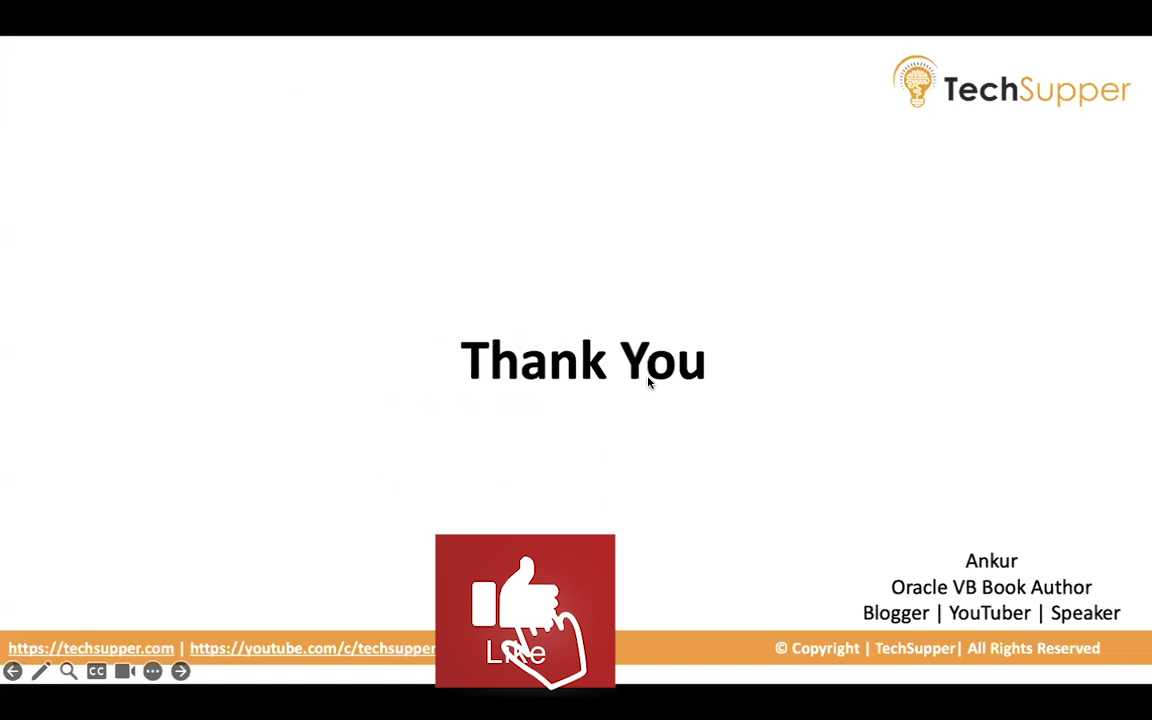 TechSupper
Thank You
Ankur
Oracle VB Book Author
Blogger | YouTuber | Speaker
https://techsupper.com | https://youtube.com/c/techsupper
© Copyright | TechSupper| All Rights Reserved
Like
CC